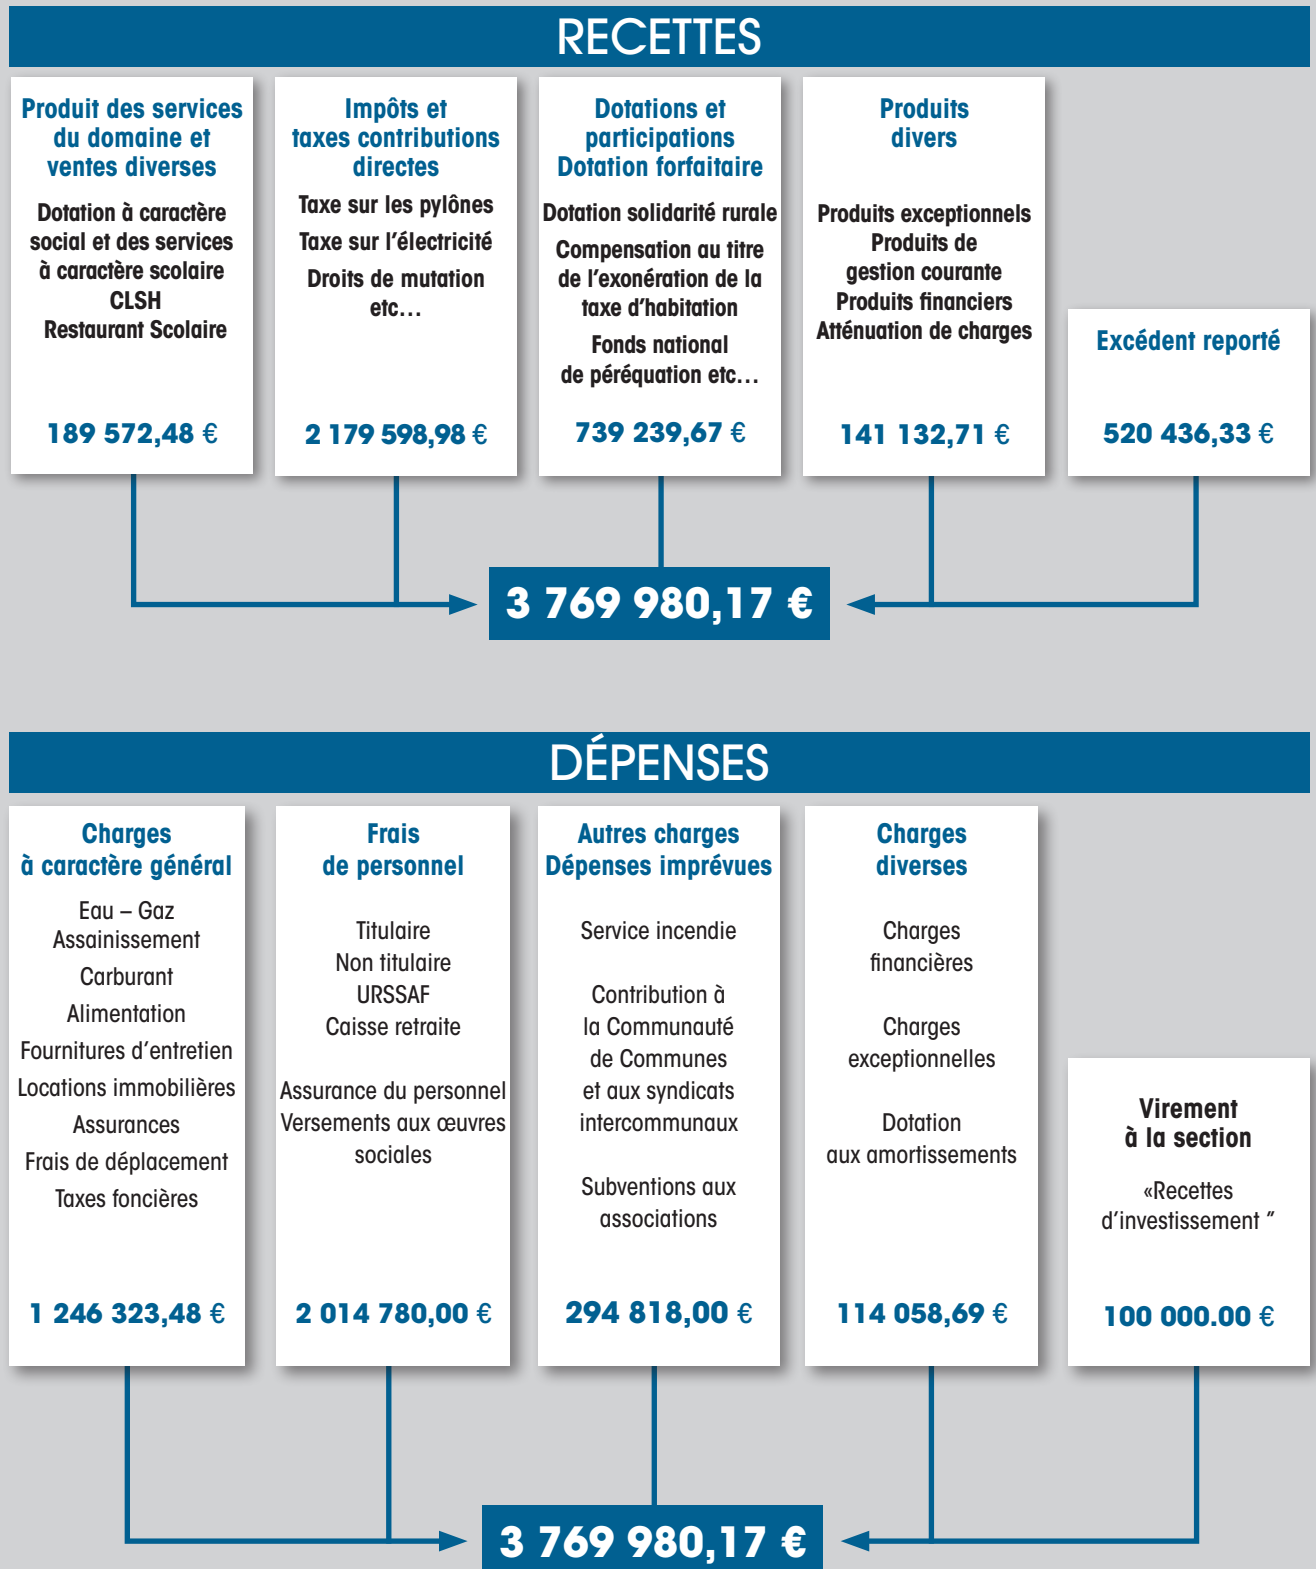 RECETTES
Produit des services
du domaine et
ventes diverses
Dotation à caractère
social et des services
à caractère scolaire
CLSH
Restaurant Scolaire
189 572,48 €
Impôts et
taxes contributions
directes
Taxe sur les pylônes
Taxe sur l’électricité
Droits de mutation
etc…
2 179 598,98 €
Dotations et
participations
Dotation forfaitaire
Dotation solidarité rurale
Compensation au titre
de l’exonération de la
taxe d’habitation
Fonds national
de péréquation etc…
739 239,67 €
Produits
divers
Produits exceptionnels
Produits de
gestion courante
Produits financiers
Atténuation de charges
141 132,71 €
Excédent reporté
520 436,33 €
3 769 980,17 €
DÉPENSES
Charges
à caractère général
Eau – Gaz
Assainissement
Carburant
Alimentation
Fournitures d’entretien
Locations immobilières
Assurances
Frais de déplacement
Taxes foncières
1 246 323,48 €
Frais
de personnel
Titulaire
Non titulaire
URSSAF
Caisse retraite
Assurance du personnel
Versements aux œuvres
sociales
2 014 780,00 €
Autres charges
Dépenses imprévues
Service incendie
Contribution à
la Communauté
de Communes
et aux syndicats
intercommunaux
Subventions aux
associations
294 818,00 €
Charges
diverses
Charges
financières
Charges
exceptionnelles
Dotation
aux amortissements
114 058,69 €
Virement
à la section
«Recettes
d’investissement ”
100 000.00 €
3 769 980,17 €